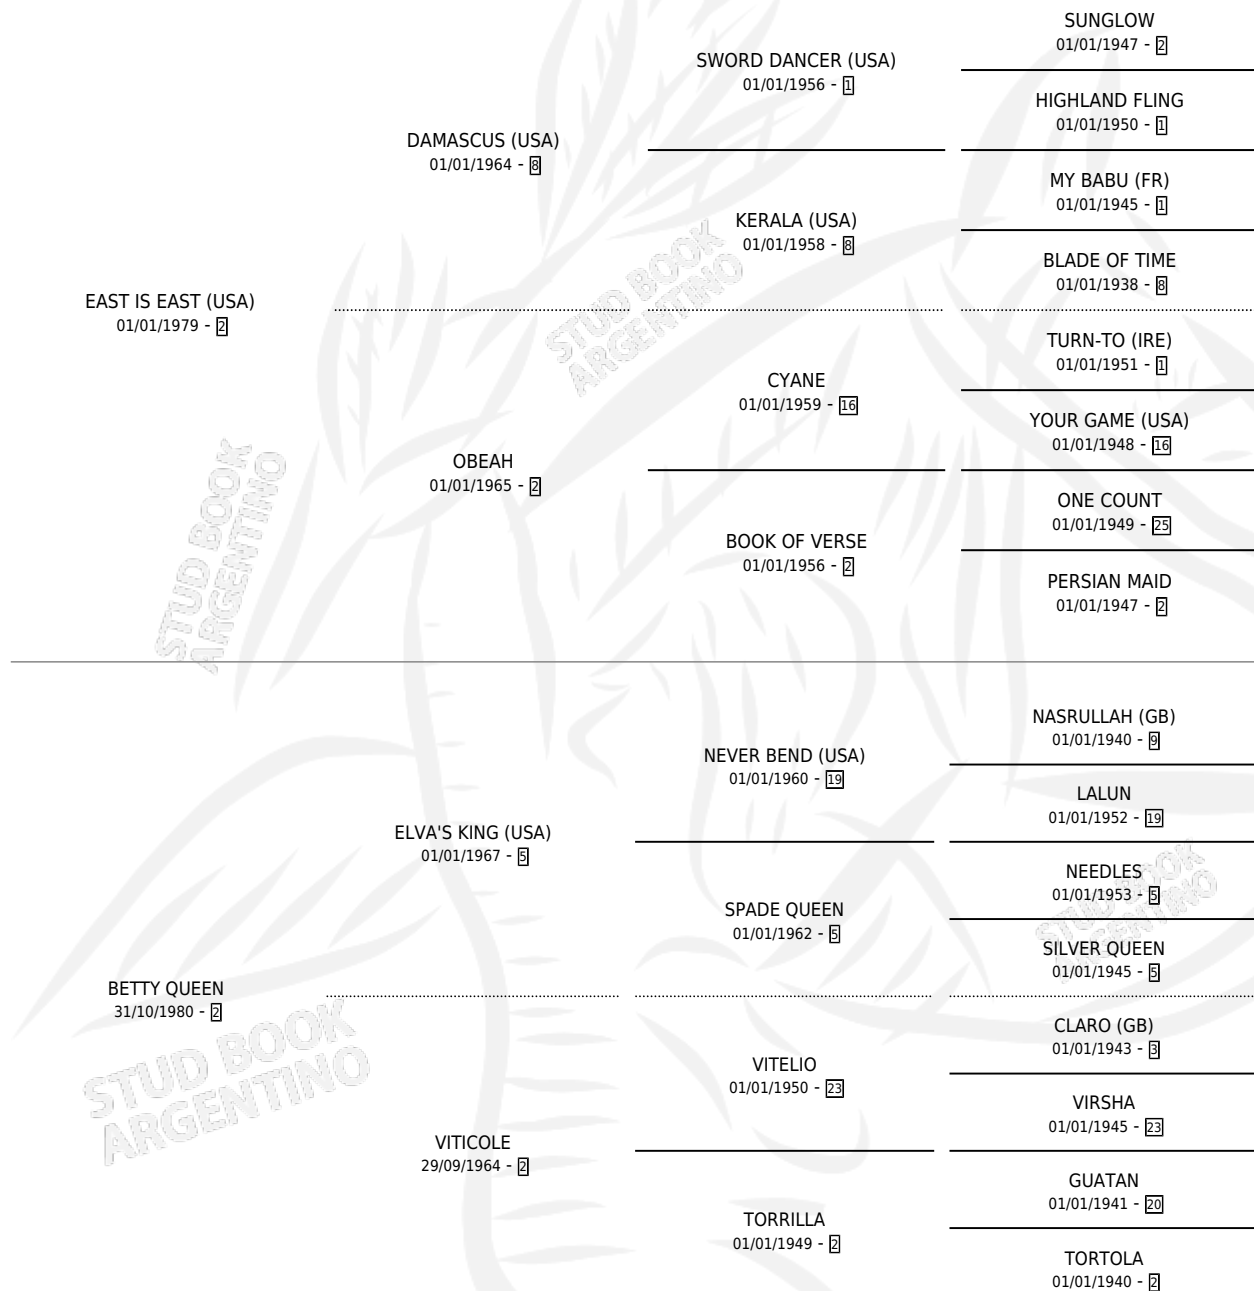 SUNGLOW
01/01/1947 - 2
SWORD DANCER (USA)
01/01/1956 - 1
HIGHLAND FLING
01/01/1950 - 1
DAMASCUS (USA)
01/01/1964 - 8
MY BABU (FR)
01/01/1945 - 1
KERALA (USA)
01/01/1958 - 8
BLADE OF TIME
01/01/1938 - 8
EAST IS EAST (USA)
01/01/1979 - 2
TURN-TO (IRE)
01/01/1951 - 1
CYANE
01/01/1959 - 16
YOUR GAME (USA)
01/01/1948 - 16
OBEAH
01/01/1965 - 2
ONE COUNT
01/01/1949 - 25
BOOK OF VERSE
01/01/1956 - 2
PERSIAN MAID
01/01/1947 - 2
NASRULLAH (GB)
01/01/1940 - 9
NEVER BEND (USA)
01/01/1960 - 19
LALUN
01/01/1952 - 19
ELVA'S KING (USA)
01/01/1967 - 5
NEEDLES
01/01/1953 - 5
SPADE QUEEN
01/01/1962 - 5
SILVER QUEEN
01/01/1945 - 5
BETTY QUEEN
31/10/1980 - 2
CLARO (GB)
01/01/1943 - 3
VITELIO
01/01/1950 - 23
VIRSHA
01/01/1945 - 23
VITICOLE
29/09/1964 - 2
GUATAN
01/01/1941 - 20
TORRILLA
01/01/1949 - 2
TORTOLA
01/01/1940 - 2
STUD BOOK
ARGENTINO
STUD BOOK
ARGENTINO
STUD BOOK
ARGENTINO
STUD BOOK
ARGENTINO